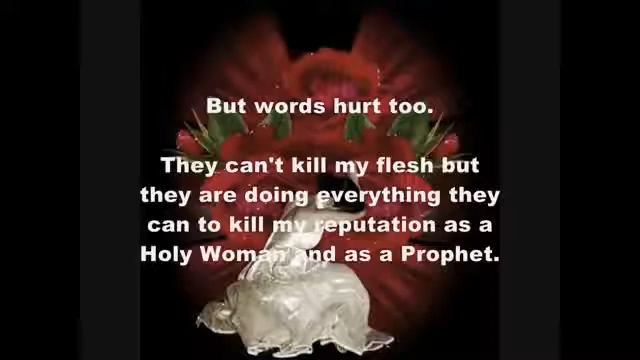 But words hurt too.
They can't kill my flesh but
they are doing everything they
can to kill my reputation as a
Holy Woman and as a Prophet.